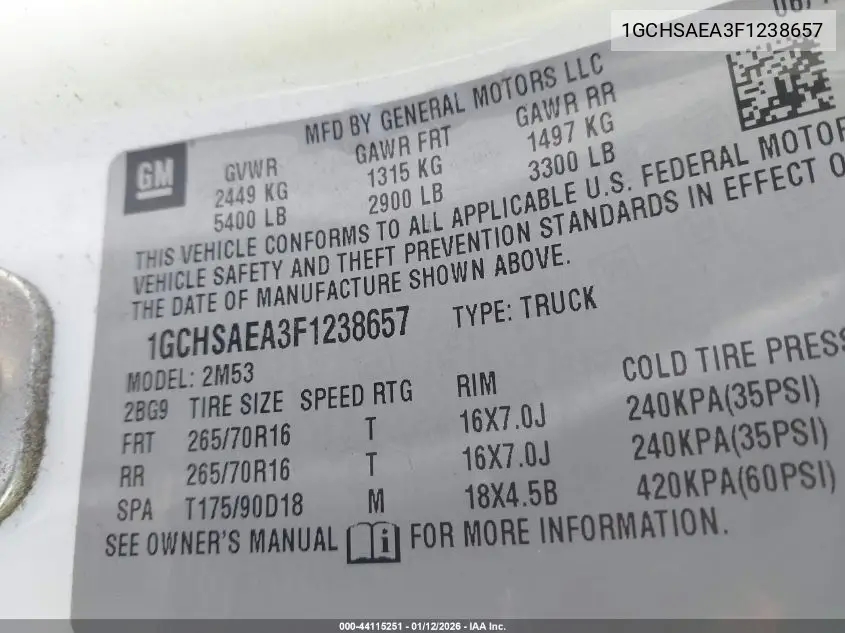 1GCHSAEA3F1238657
MFD BY GENERAL MOTORS LLC
GM
GVWR GAWR FRT GAWR RR
2449 KG 1315 KG 1497 KG
5400 LB 2900 LB 3300 LB
THIS VEHICLE CONFORMS TO ALL APPLICABLE U.S. FEDERAL MOTOR
VEHICLE SAFETY AND THEFT PREVENTION STANDARDS IN EFFECT
THE DATE OF MANUFACTURE SHOWN ABOVE.
1GCHSAEA3F1238657 TYPE: TRUCK
MODEL: 2M53
2BG9 TIRE SIZE SPEED RTG RIM COLD TIRE PRESS
FRT 265/70R16 T 16X7.0J 240KPA(35PSI)
RR 265/70R16 T 16X7.0J 240KPA(35PSI)
SPA T175/90D18 M 18X4.5B 420KPA(60PSI)
SEE OWNER'S MANUAL i FOR MORE INFORMATION.
000-44115251 - 01/12/2026 - IAA Inc.